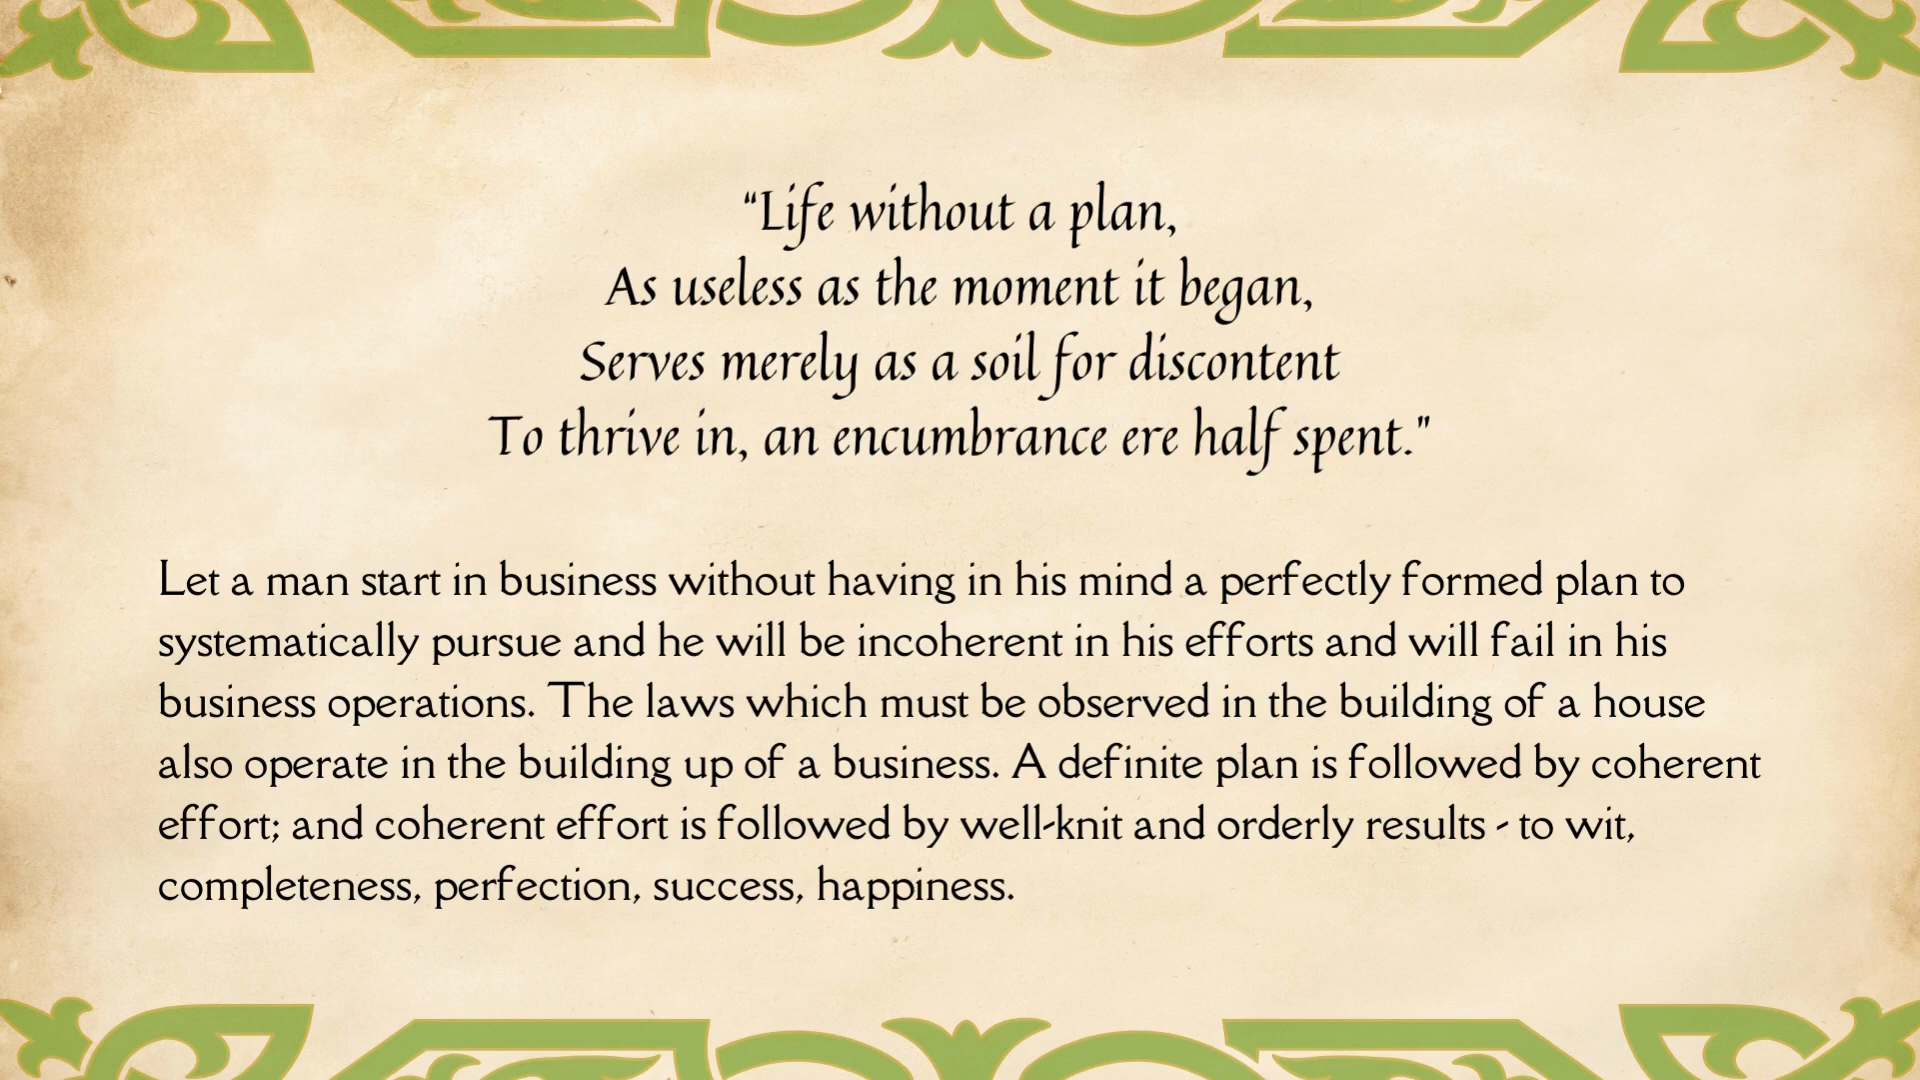 “Life without a plan,
As useless as the moment it began,
Serves merely as a soil for discontent
To thrive in, an encumbrance ere half spent."
Let a man start in business without having in his mind a perfectly formed plan to
systematically pursue and he will be incoherent in his efforts and will fail in his
business operations. The laws which must be observed in the building of a house
also operate in the building up of a business. A definite plan is followed by coherent
effort; and coherent effort is followed by well-knit and orderly results - to wit,
completeness, perfection, success, happiness.